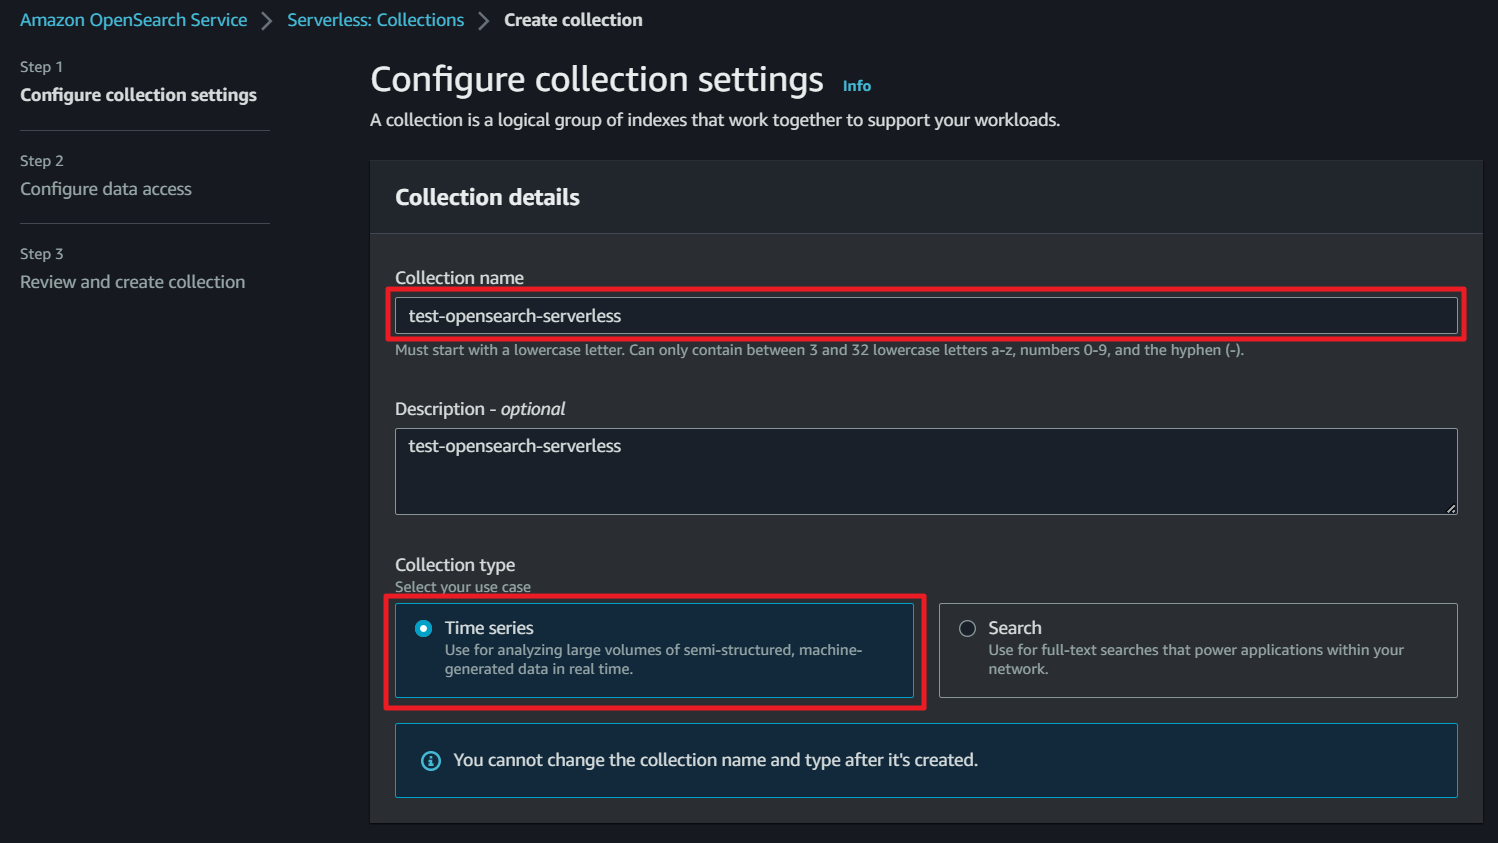 Amazon OpenSearch Service > Serverless: Collections > Create collection
Step 1
Configure collection settings
Step 2
Configure data access
Step 3
Review and create collection
Configure collection settings Info
A collection is a logical group of indexes that work together to support your workloads.
Collection details
Collection name
test-opensearch-serverless
Must start with a lowercase letter. Can only contain between 3 and 32 lowercase letters a-z, numbers 0-9, and the hyphen (-).
Description - optional
test-opensearch-serverless
Collection type
Select your use case
Time series
Use for analyzing large volumes of semi-structured, machine-
generated data in real time.
Search
Use for full-text searches that power applications within your
network.
You cannot change the collection name and type after it's created.